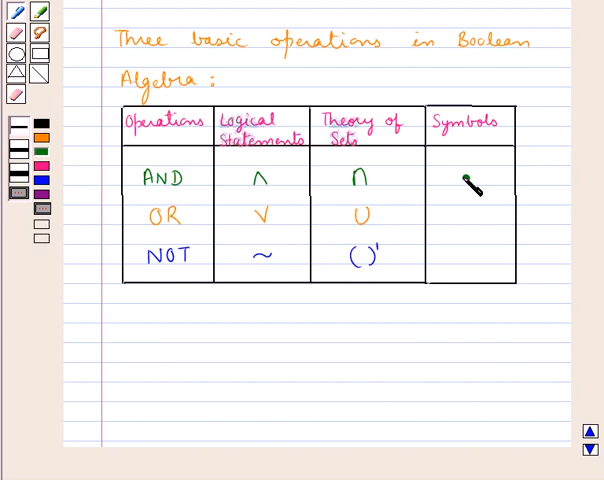 Three basic operations in Boolean
Algebra :
Operations Logical Statements Theory of Sets Symbols
AND ∧ ∩ •
OR ∨ ∪
NOT ~ ( )'